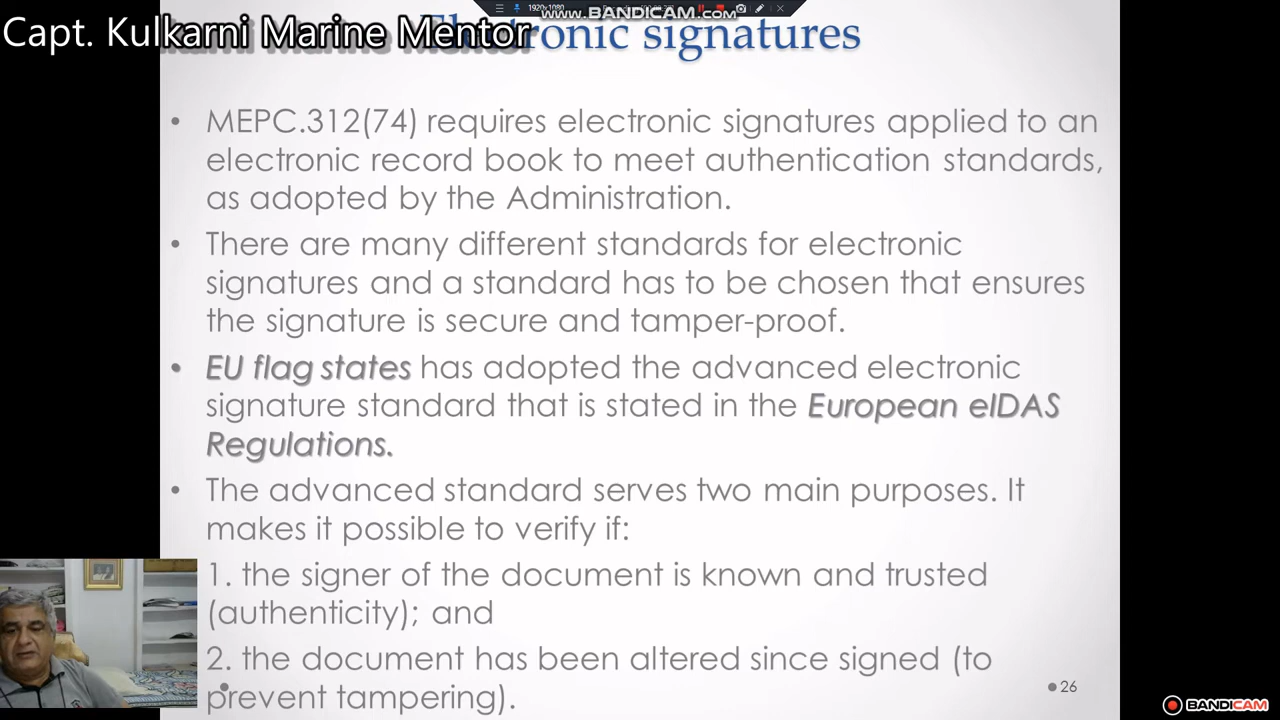 1920x1080
www.BANDICAM.com
Capt. Kulkarni Marine Mentor
ronic signatures
• MEPC.312(74) requires electronic signatures applied to an
electronic record book to meet authentication standards,
as adopted by the Administration.
• There are many different standards for electronic
signatures and a standard has to be chosen that ensures
the signature is secure and tamper-proof.
• EU flag states has adopted the advanced electronic
signature standard that is stated in the European eIDAS
Regulations.
• The advanced standard serves two main purposes. It
makes it possible to verify if:
1. the signer of the document is known and trusted
(authenticity); and
2. the document has been altered since signed (to
prevent tampering).
26
BANDICAM